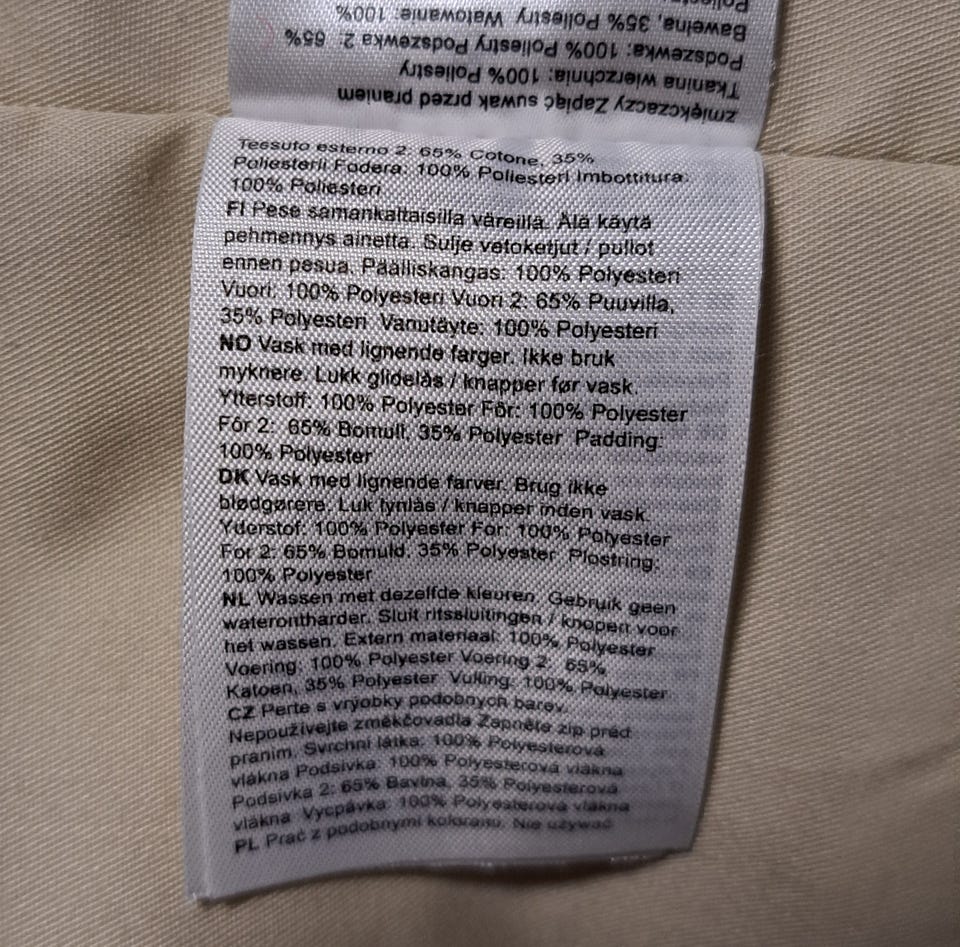 Tessuto esterno 2: 65% Cotone, 35%
Poliesterii Fodera: 100% Poliesteri Imbottitura:
100% Poliesteri
FI Pese samankaltaisilla väreillä. Älä käytä
pehmennys ainetta. Sulje vetoketjut / pullot
ennen pesua. Päälliskangas: 100% Polyesteri
Vuori: 100% Polyesteri Vuori 2: 65% Puuvilla,
35% Polyesteri Vanutäyte: 100% Polyesteri
NO Vask med lignende farger. Ikke bruk
myknere. Lukk glidelås / knapper før vask.
Ytterstoff: 100% Polyester Fôr: 100% Polyester
Fôr 2: 65% Bomull, 35% Polyester Padding:
100% Polyester
DK Vask med lignende farver. Brug ikke
blødgørere. Luk lynlås / knapper inden vask.
Yderstof: 100% Polyester For: 100% Polyester
For 2: 65% Bomuld, 35% Polyester Plostring:
100% Polyester
NL Wassen met dezelfde kleuren. Gebruik geen
waterontharder. Sluit ritssluitingen / knopen voor
het wassen. Extern materiaal: 100% Polyester
Voering: 100% Polyester Voering 2: 65%
Katoen, 35% Polyester Vulling: 100% Polyester
CZ Perte s vrýobky podobných barev.
Nepoužívejte změkčovadla Zapněte zip před
praním. Svrchní látka: 100% Polyesterová
vlákna Podsívka: 100% Polyesterová vlákna
Podsívka 2: 65% Bavlna, 35% Polyesterová
vlákna Vycpávka: 100% Polyesterová vlákna
PL Prać z podobnymi kolorami. Nie używać
zmiękczaczy Zapiąć suwak przed praniem
Tkanina wierzchnia: 100% Poliestry
Podszewka: 100% Poliestry Podszewka 2: 65%
Bawełna, 35% Poliestry Watowanie: 100%
Poliestry